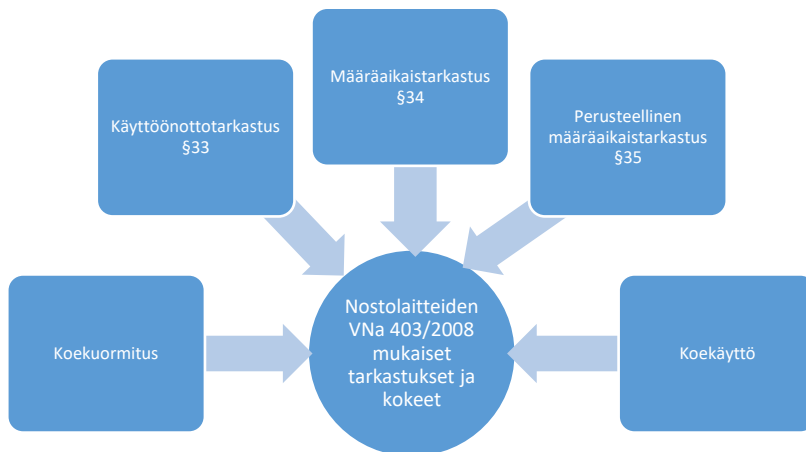 Määräaikaistarkastus
§34
Käyttöönottotarkastus
§33
Perusteellinen
määräaikaistarkastus
§35
Koekuormitus
Nostolaitteiden
VNa 403/2008
mukaiset
tarkastukset ja
kokeet
Koekäyttö